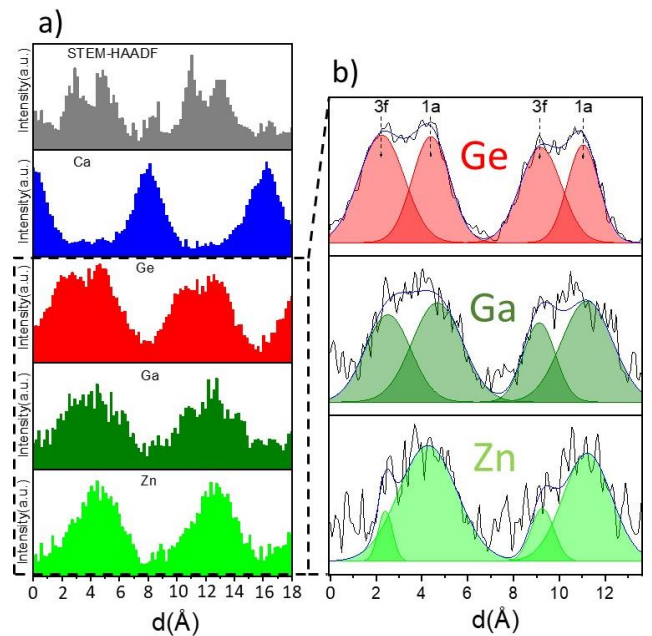 a)
STEM-HAADF
Intensity(a.u.)
Ca
Intensity(a.u.)
Ge
Intensity(a.u.)
Ga
Intensity(a.u.)
Zn
Intensity(a.u.)
0 2 4 6 8 10 12 14 16 18
d(Å)
b)
3f 1a 3f 1a
Ge
Ga
Zn
0 2 4 6 8 10 12
d(Å)